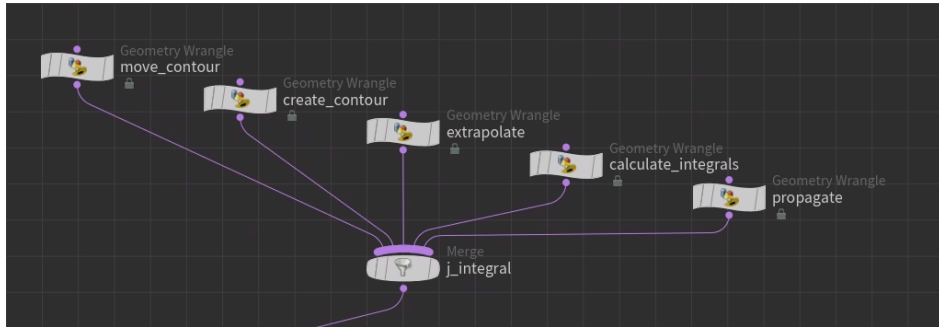 Geometry Wrangle
move_contour
Geometry Wrangle
create_contour
Geometry Wrangle
extrapolate
Geometry Wrangle
calculate_integrals
Geometry Wrangle
propagate
Merge
j_integral